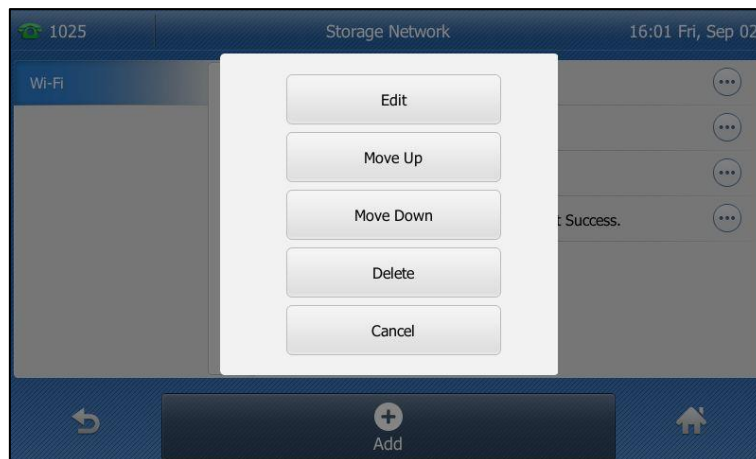 1025 Storage Network 16:01 Fri, Sep 02
Wi-Fi
Edit
Move Up
Move Down
Success.
Delete
Cancel
Add